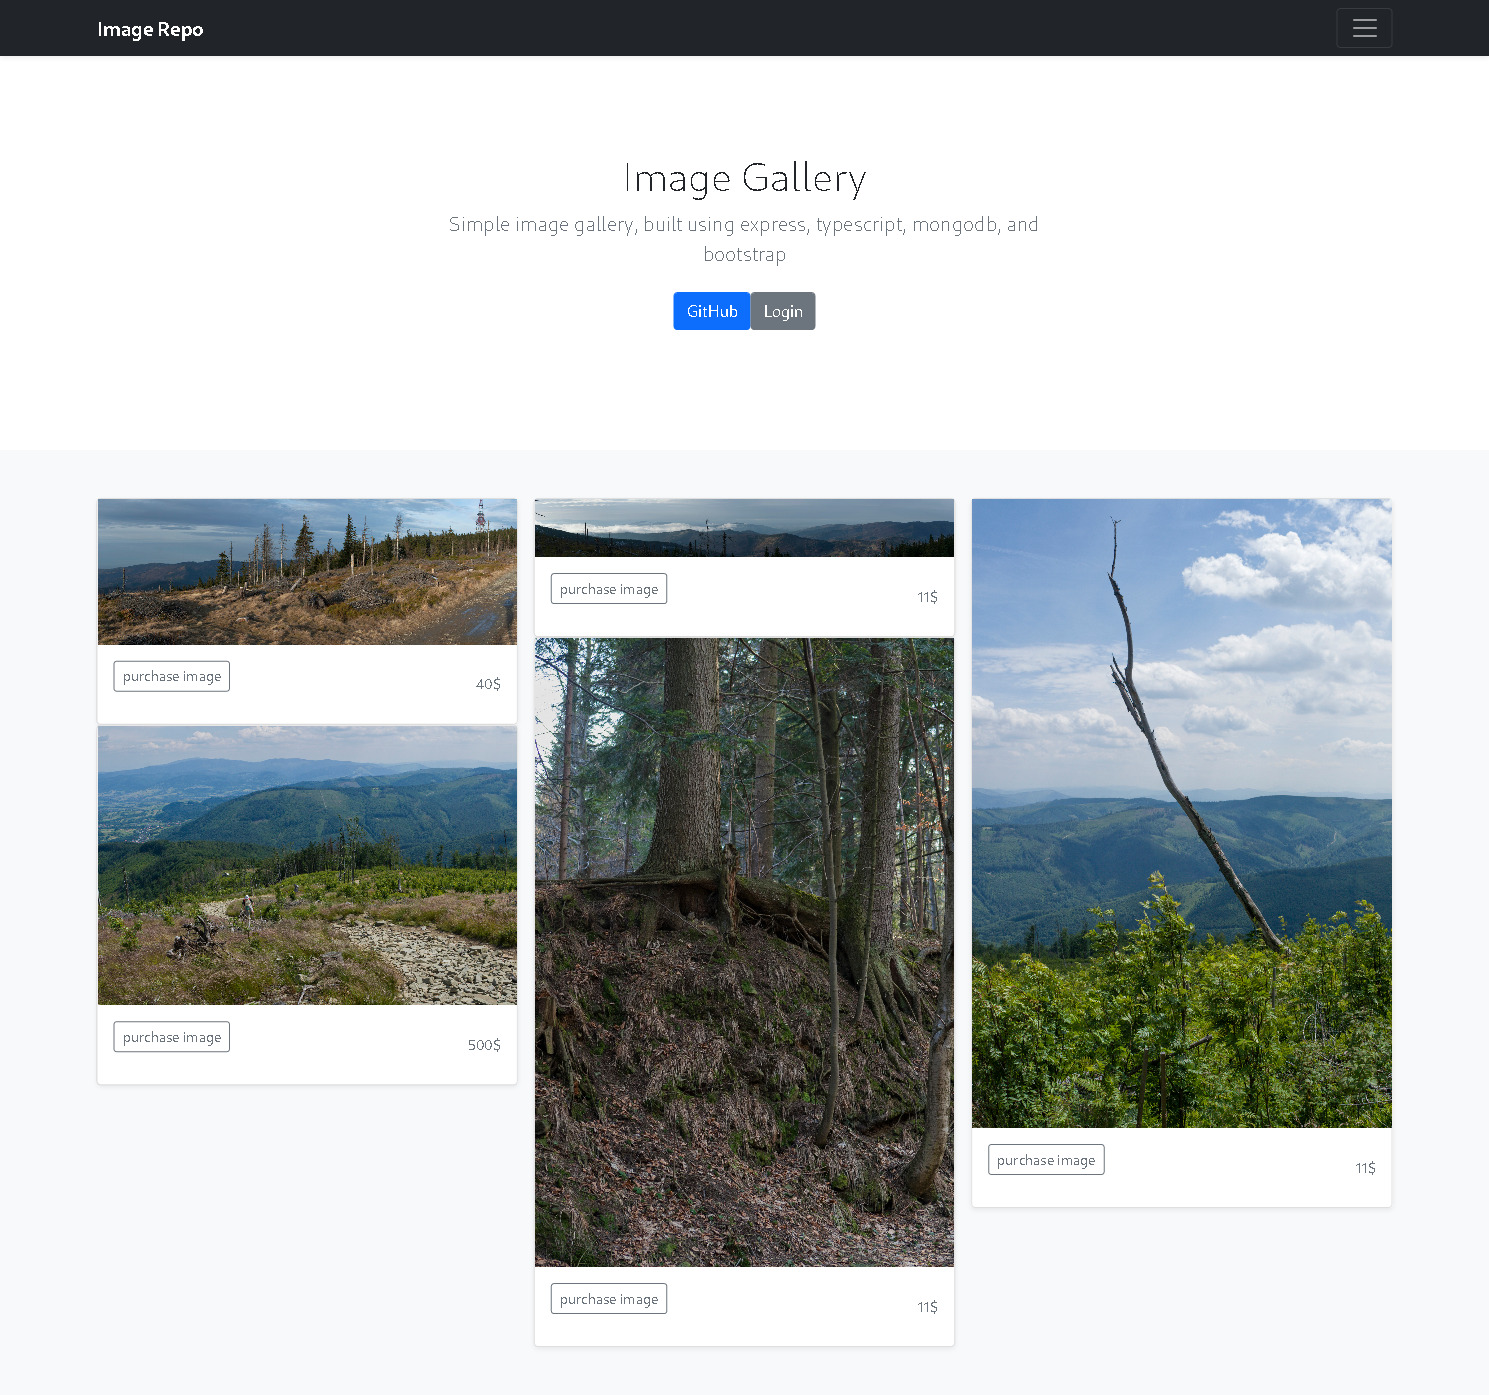 Image Repo
Image Gallery
Simple image gallery, built using express, typescript, mongodb, and
bootstrap
GitHub
Login
purchase image
40$
purchase image
500$
purchase image
11$
purchase image
11$
purchase image
11$